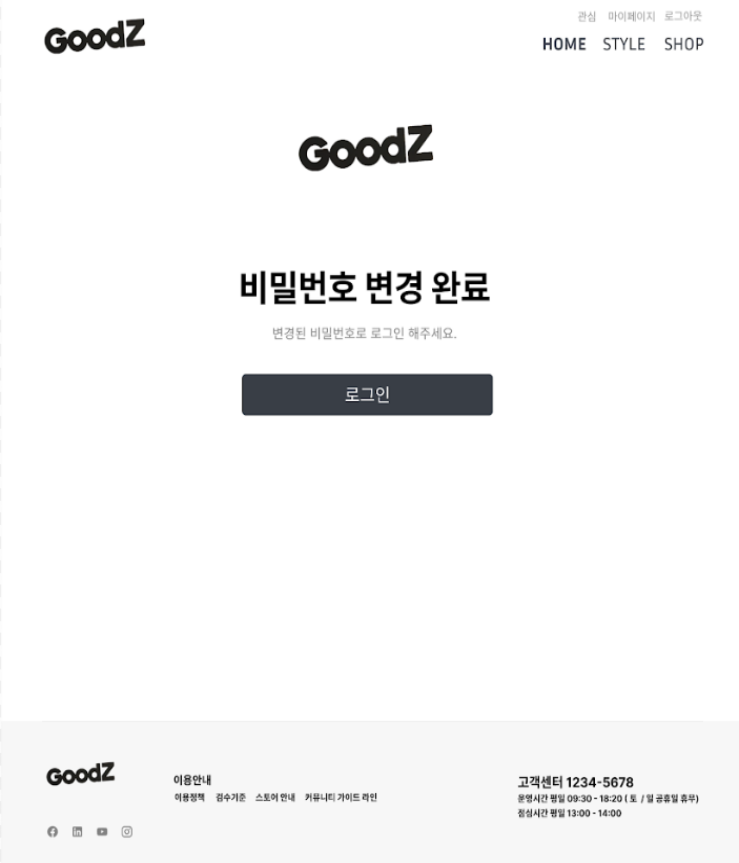 GoodZ
관심 마이페이지 로그아웃
HOME STYLE SHOP
GoodZ
비밀번호 변경 완료
변경된 비밀번호로 로그인 해주세요.
로그인
GoodZ
이용안내
이용정책 검수기준 스토어 안내 커뮤니티 가이드 라인
고객센터 1234-5678
운영시간 평일 09:30 - 18:20 ( 토 / 일 공휴일 휴무)
점심시간 평일 13:00 - 14:00